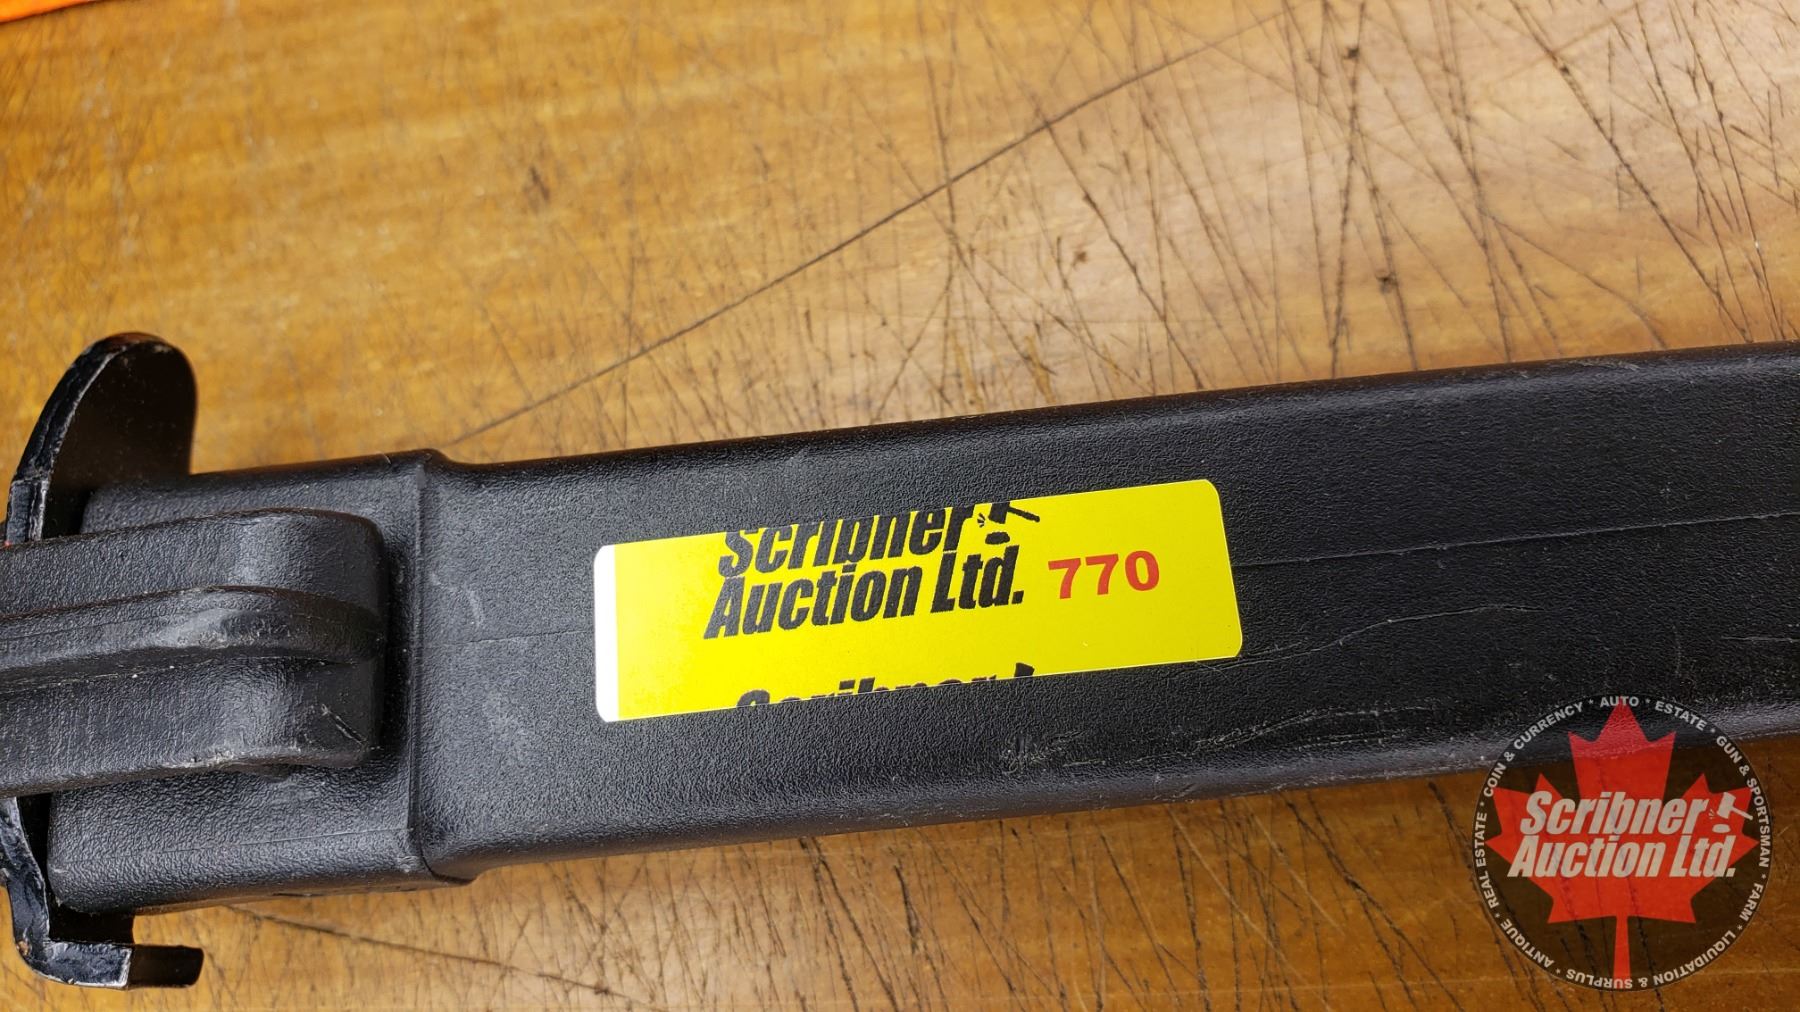 Scribner
Auction Ltd.
770
Scribner
COIN & CURRENCY * AUTO * ESTATE * GUN & SPORTSMAN * FARM * LIQUIDATION & SURPLUS * ANTIQUE * REAL ESTATE *
Scribner
Auction Ltd.